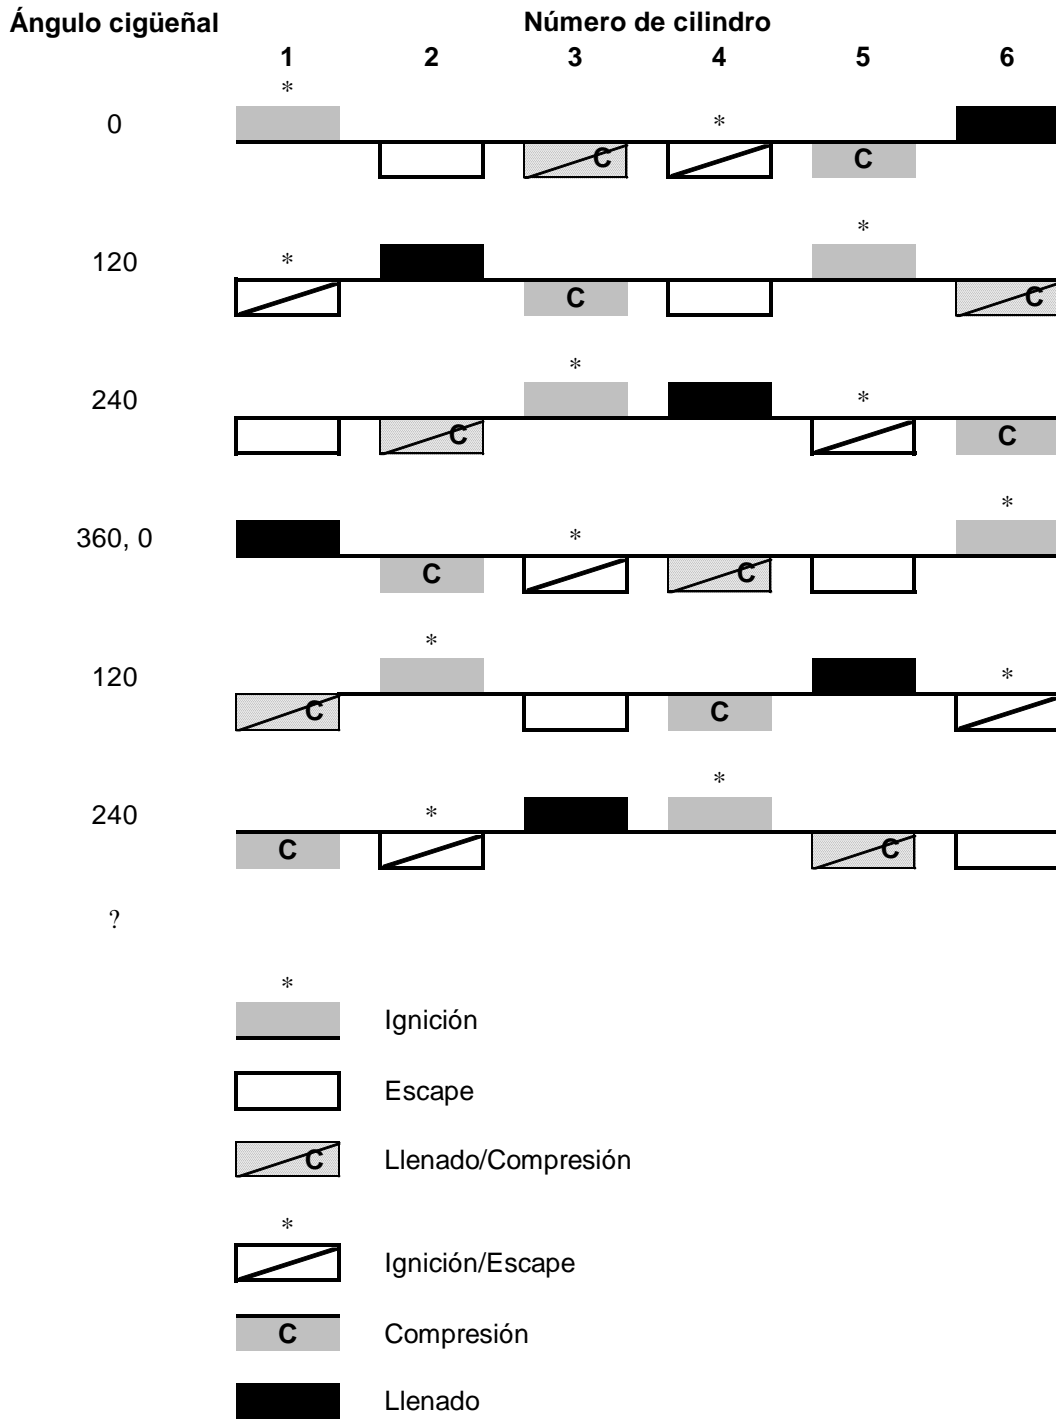 Ángulo cigüeñal Número de cilindro
1 2 3 4 5 6
*
0 *
C C
*
120 *
C C
*
240 *
C C
*
360, 0 *
C C
*
120 *
C C
*
240 *
C C
?
*
Ignición
Escape
C Llenado/Compresión
*
Ignición/Escape
C Compresión
Llenado